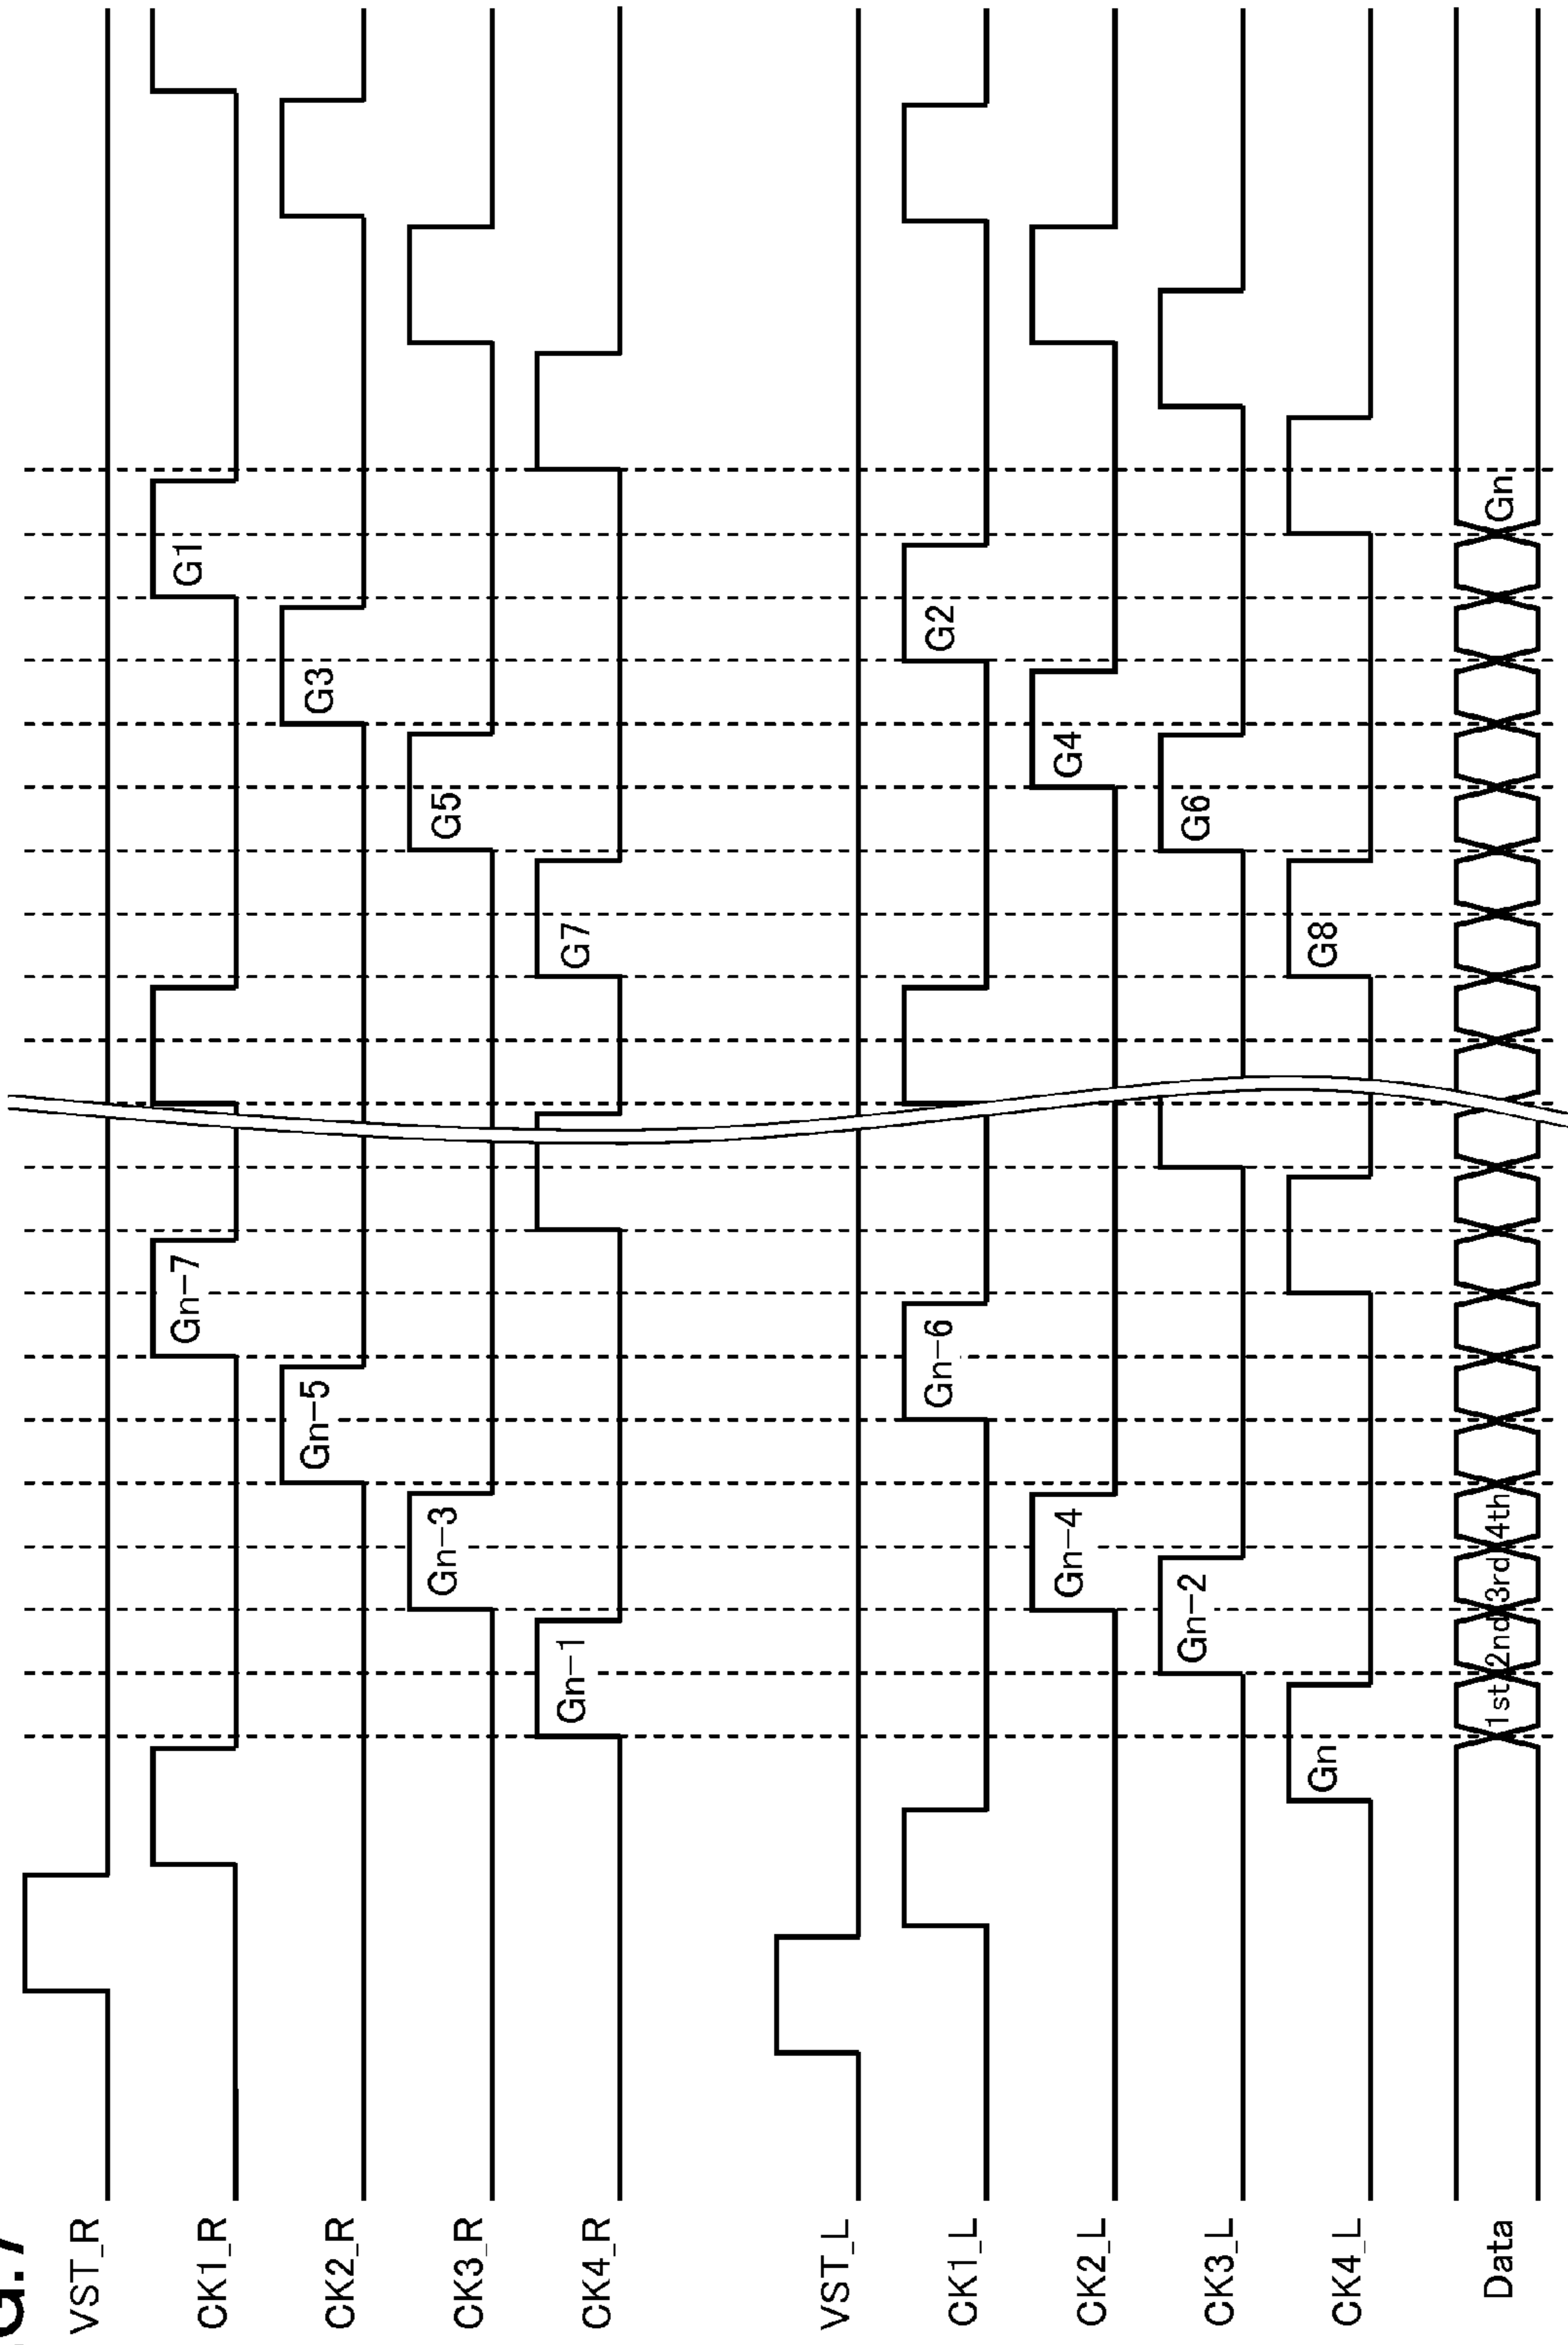 G.7
VST_R
CK1_R
Gn-7
G1
CK2_R
Gn-5
G3
CK3_R
Gn-3
G5
CK4_R
Gn-1
G7
VST_L
CK1_L
Gn-6
G2
CK2_L
Gn-4
G4
CK3_L
Gn-2
G6
CK4_L
Gn
G8
Data
1st 2nd 3rd 4th
Gn